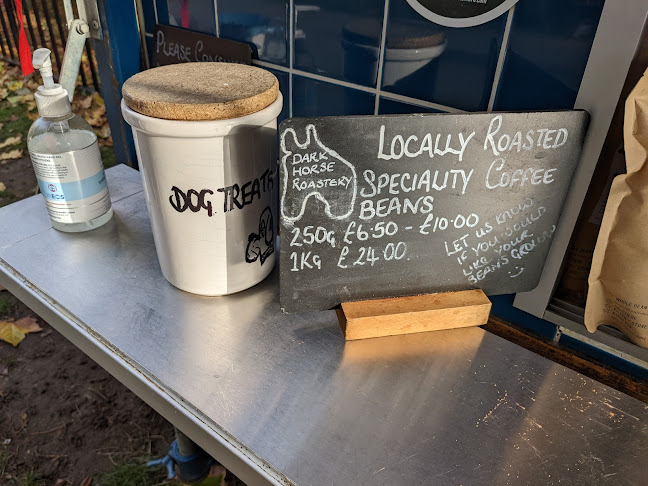 PLEASE
DOG TREATS
DARK
HORSE
ROASTERY
LOCALLY ROASTED
SPECIALITY COFFEE
BEANS
250G £6.50 - £10.00
1KG £24.00
LET US KNOW
IF YOU WOULD
LIKE YOUR
BEANS GROUND